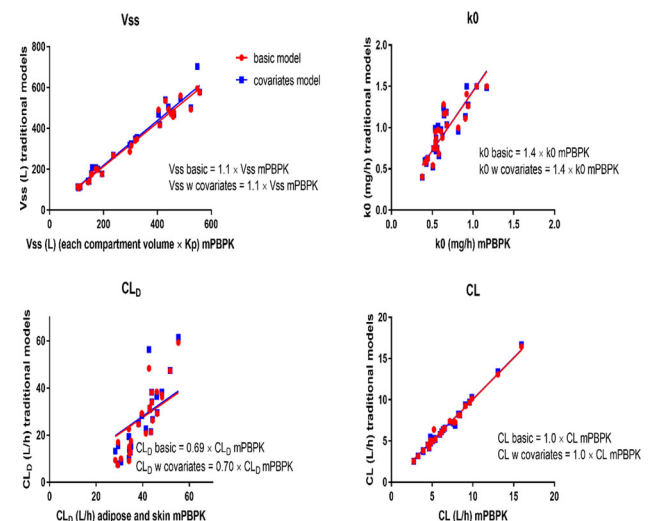 Vss
800
600
400
200
0
0
200
400
600
Vss (L) traditional models
Vss (L) (each compartment volume × Kp) mPBPK
basic model
covariates model
Vss basic = 1.1 × Vss mPBPK
Vss w covariates = 1.1 × Vss mPBPK
k0
2.0
1.5
1.0
0.5
0.0
0.0
0.5
1.0
1.5
2.0
k0 (mg/h) traditional models
k0 (mg/h) mPBPK
k0 basic = 1.4 × k0 mPBPK
k0 w covariates = 1.4 × k0 mPBPK
CLD
60
40
20
0
0
20
40
60
CLD (L/h) traditional models
CLD (L/h) adipose and skin mPBPK
CLD basic = 0.69 × CLD mPBPK
CLD w covariates = 0.70 × CLD mPBPK
CL
20
15
10
5
0
0
5
10
15
20
CL (L/h) traditional models
CL (L/h) mPBPK
CL basic = 1.0 × CL mPBPK
CL w covariates = 1.0 × CL mPBPK